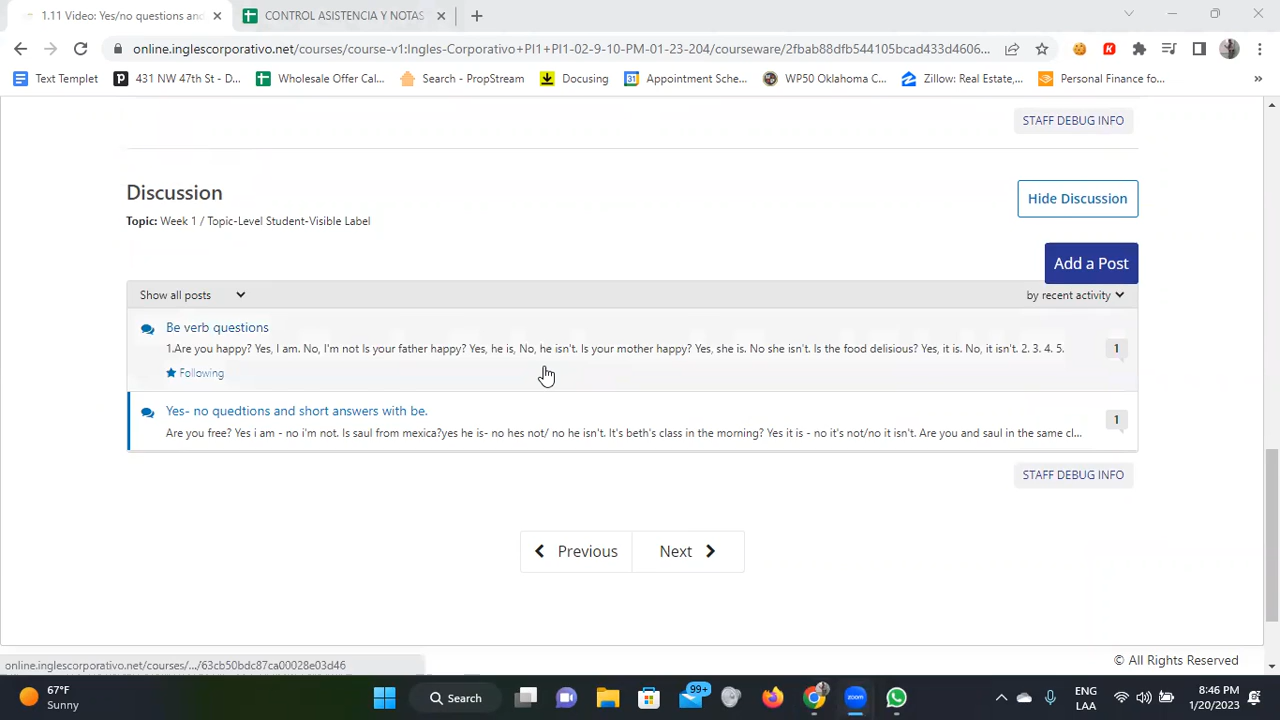 1.11 Video: Yes/no questions and
CONTROL ASISTENCIA Y NOTAS
online.inglescorporativo.net/courses/course-v1:Ingles-Corporativo+PI1+PI1-02-9-10-PM-01-23-204/courseware/2fbab88dfb544105bcad433d4606...
Text Templet
431 NW 47th St - D...
Wholesale Offer Cal...
Search - PropStream
Docusing
Appointment Sche...
WP50 Oklahoma C...
Zillow: Real Estate,...
Personal Finance fo...
»
STAFF DEBUG INFO
Discussion
Hide Discussion
Topic: Week 1 / Topic-Level Student-Visible Label
Add a Post
Show all posts
by recent activity
Be verb questions
1.Are you happy? Yes, I am. No, I'm not Is your father happy? Yes, he is, No, he isn't. Is your mother happy? Yes, she is. No she isn't. Is the food delisious? Yes, it is. No, it isn't. 2. 3. 4. 5.
1
Following
Yes- no quedtions and short answers with be.
Are you free? Yes i am - no i'm not. Is saul from mexica?yes he is- no hes not/ no he isn't. It's beth's class in the morning? Yes it is - no it's not/no it isn't. Are you and saul in the same cl...
1
STAFF DEBUG INFO
Previous
Next
online.inglescorporativo.net/courses/.../63cb50bdc87ca00028e03d46
© All Rights Reserved
67°F
Sunny
Search
99+
zoom
ENG
LAA
8:46 PM
1/20/2023